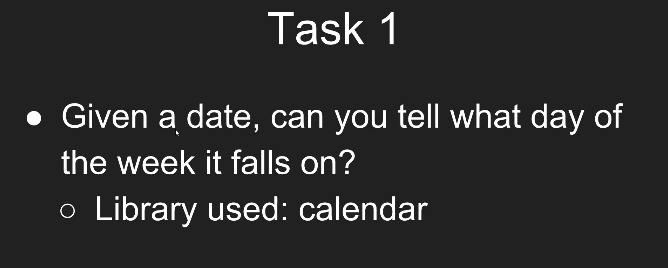 Task 1
● Given a date, can you tell what day of
the week it falls on?
○ Library used: calendar